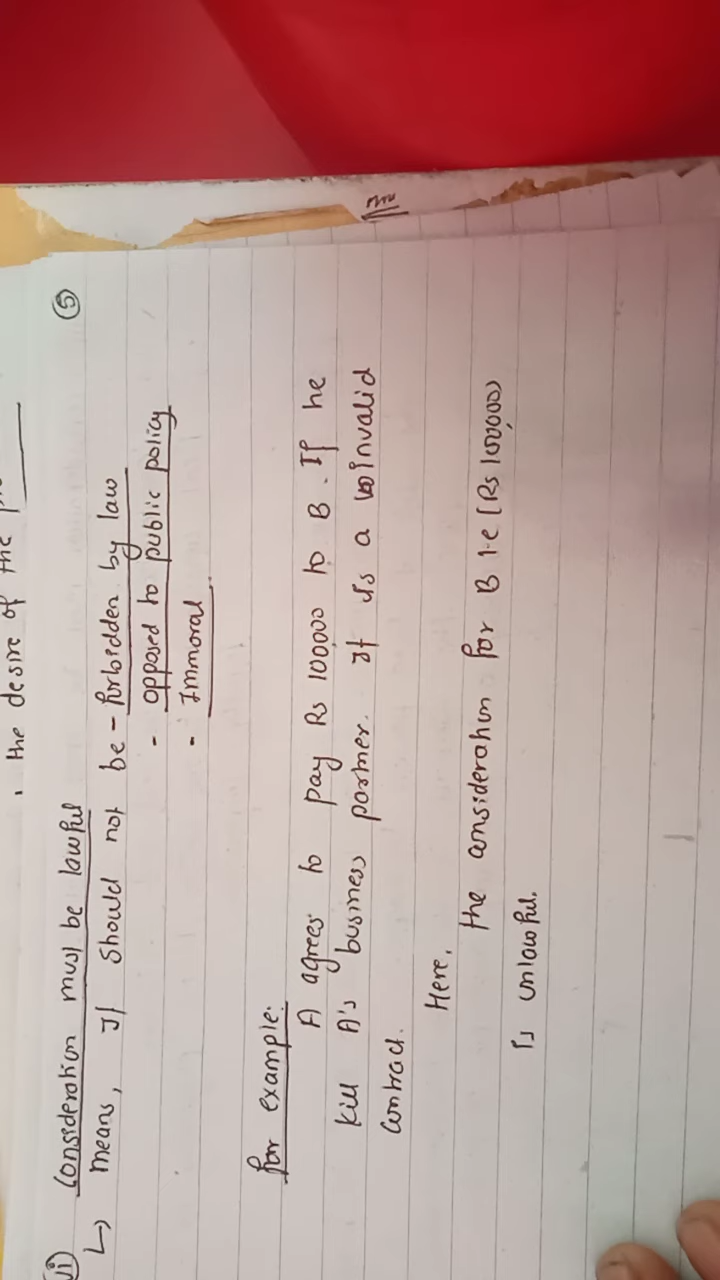 . the desire of the
(5)
(vi) Consideration must be lawful
↳ means, It should not be - forbidden by law
- opposed to public policy
- Immoral
for example:
A agrees to pay Rs 100000 to B. If he
kill A's business partner. It is a invalid
contract.
Here,
the consideration for B i.e (Rs 100000)
Is unlawful.